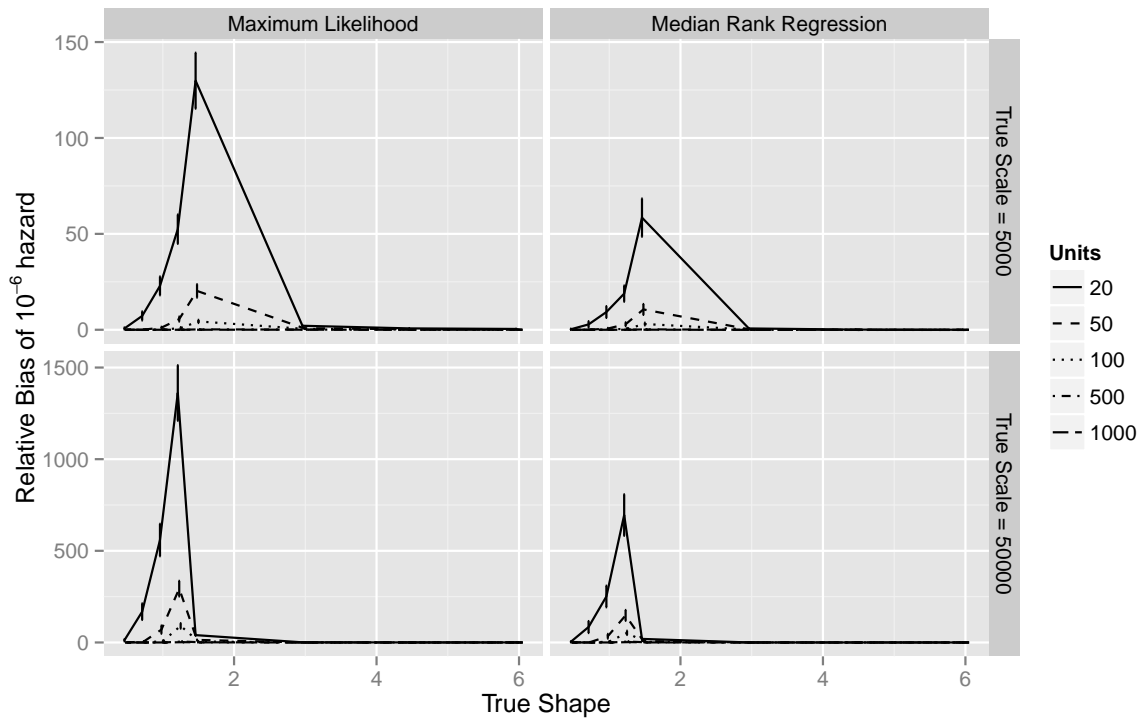 Maximum Likelihood
Median Rank Regression
150
100
50
0
True Scale = 5000
1500
1000
500
0
True Scale = 50000
2
4
6
2
4
6
True Shape
Relative Bias of 10⁻⁶ hazard
Units
20
50
100
500
1000